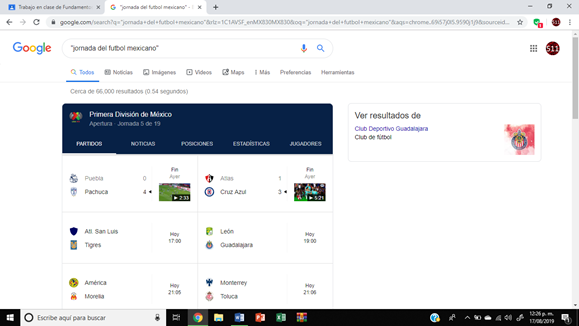 Trabajo en clase de Fundamentos
"jornada del futbol mexicano" -
google.com/search?q="jornada+del+futbol+mexicano"&rlz=1C1AVSF_enMX830MX830&oq="jornada+del+futbol+mexicano"&aqs=chrome.
Google
"jornada del futbol mexicano"
511
Todos Noticias Imágenes Videos Maps Más Preferencias Herramientas
Cerca de 66,000 resultados (0.54 segundos)
Primera División de México
Apertura · Jornada 5 de 19
PARTIDOS NOTICIAS POSICIONES ESTADÍSTICAS JUGADORES
Puebla 0
Pachuca 4
Fin
Ayer
2:33
Atlas 1
Cruz Azul 3
Fin
Ayer
5:21
Atl. San Luis
Tigres
Hoy
17:00
León
Guadalajara
Hoy
19:00
América
Morelia
Hoy
21:05
Monterrey
Toluca
Hoy
21:06
Ver resultados de
Club Deportivo Guadalajara
Club de fútbol
Escribe aquí para buscar
12:26 p. m.
17/08/2019